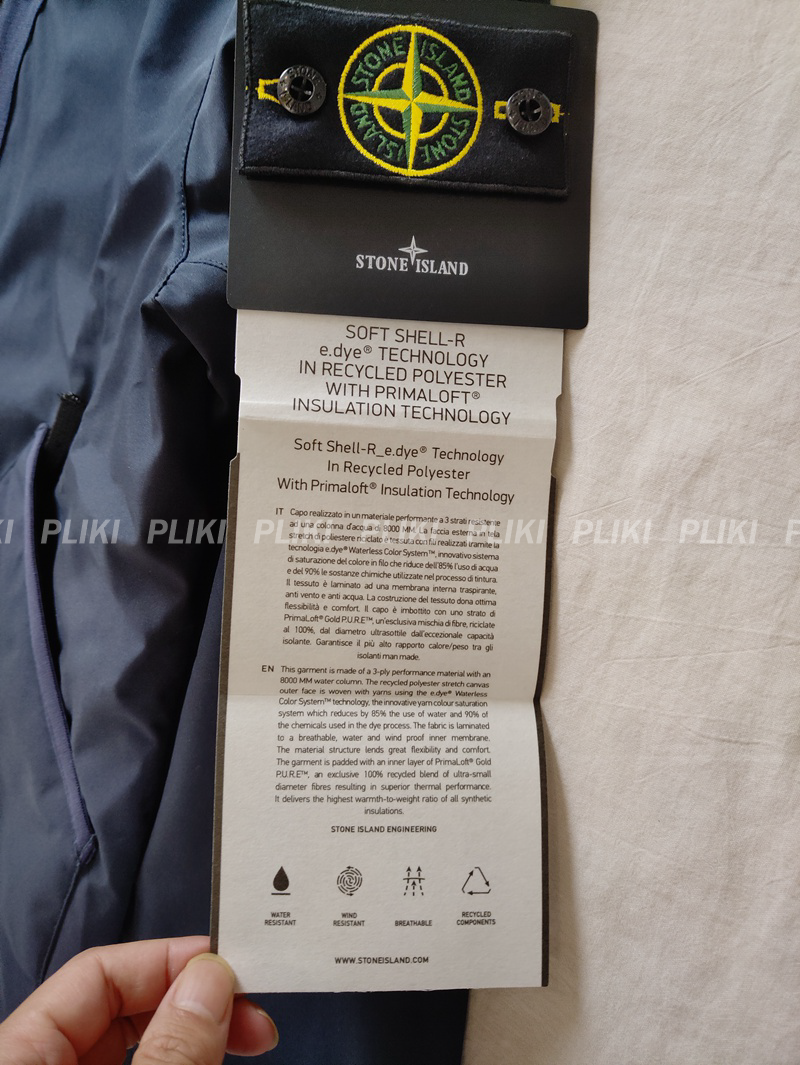 STONE ISLAND
STONE ISLAND
STONE ISLAND
SOFT SHELL-R
e.dye® TECHNOLOGY
IN RECYCLED POLYESTER
WITH PRIMALOFT®
INSULATION TECHNOLOGY
Soft Shell-R_e.dye® Technology
In Recycled Polyester
With Primaloft® Insulation Technology
IT Capo realizzato in un materiale performante a 3 strati resistente
ad una colonna d'acqua di 8000 MM. La faccia esterna in tela
stretch di poliestere riciclato è tessuta con fili realizzati tramite la
tecnologia e.dye® Waterless Color System™, innovativo sistema
di saturazione del colore in filo che riduce dell'85% l'uso di acqua
e del 90% le sostanze chimiche utilizzate nel processo di tintura.
Il tessuto è laminato ad una membrana interna traspirante,
anti vento e anti acqua. La costruzione del tessuto dona ottima
flessibilità e comfort. Il capo è imbottito con uno strato di
PrimaLoft® Gold P.U.R.E™, un'esclusiva mischia di fibre, riciclate
al 100%, dal diametro ultrasottile dall'eccezionale capacità
isolante. Garantisce il più alto rapporto calore/peso tra gli
isolanti man made.
EN This garment is made of a 3-ply performance material with an
8000 MM water column. The recycled polyester stretch canvas
outer face is woven with yarns using the e.dye® Waterless
Color System™ technology, the innovative yarn colour saturation
system which reduces by 85% the use of water and 90% of
the chemicals used in the dye process. The fabric is laminated
to a breathable, water and wind proof inner membrane.
The material structure lends great flexibility and comfort.
The garment is padded with an inner layer of PrimaLoft® Gold
P.U.R.E™, an exclusive 100% recycled blend of ultra-small
diameter fibres resulting in superior thermal performance.
It delivers the highest warmth-to-weight ratio of all synthetic
insulations.
STONE ISLAND ENGINEERING
WATER RESISTANT
WIND RESISTANT
BREATHABLE
RECYCLED COMPONENTS
WWW.STONEISLAND.COM
PLIKI PLIKI PLIKI PLIKI PLIKI PLIKI PLIKI